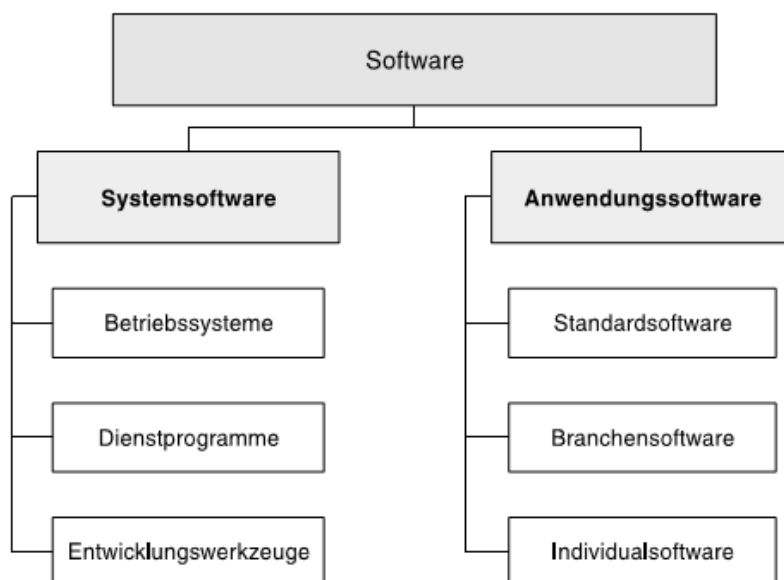 Software
Systemsoftware
Anwendungssoftware
Betriebssysteme
Standardsoftware
Dienstprogramme
Branchensoftware
Entwicklungswerkzeuge
Individualsoftware